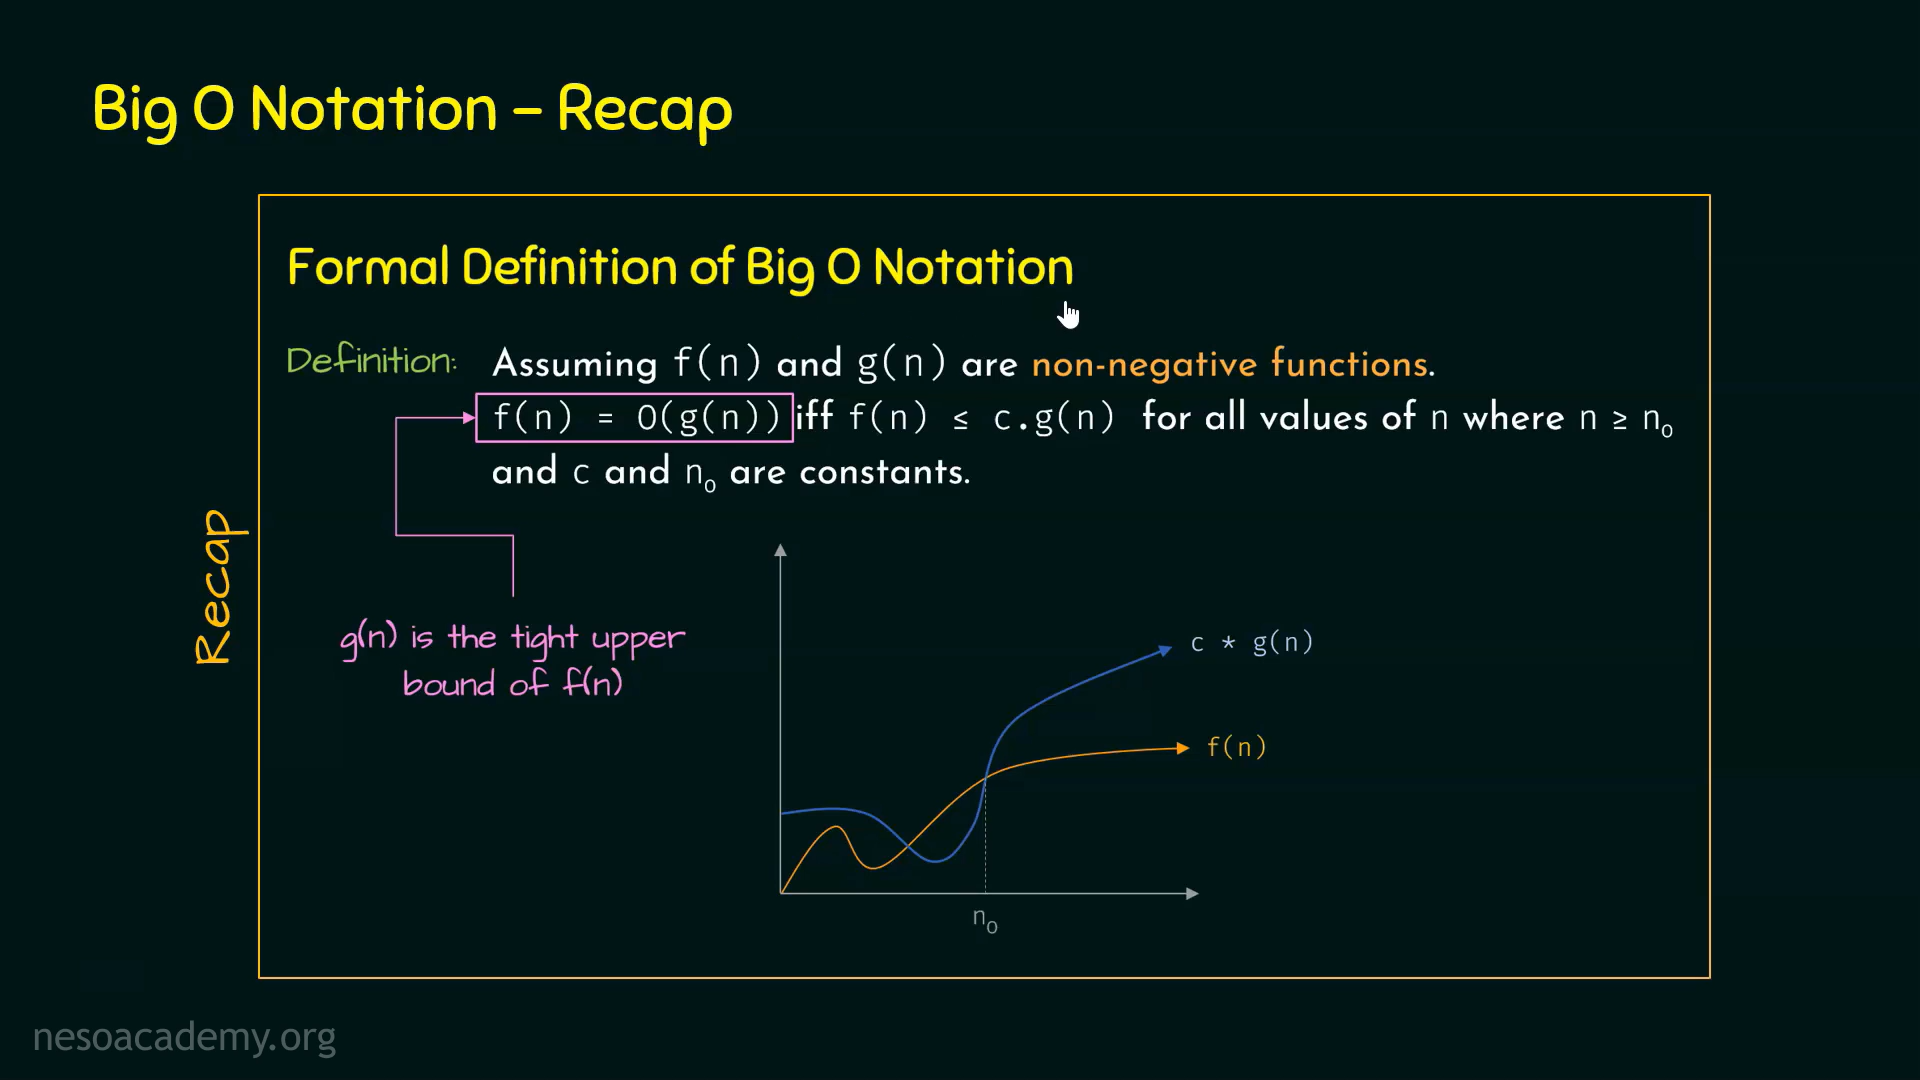 Big O Notation – Recap
Formal Definition of Big O Notation
Definition: Assuming f(n) and g(n) are non-negative functions.
f(n) = O(g(n)) iff f(n) ≤ c.g(n) for all values of n where n ≥ n₀
and c and n₀ are constants.
Recap
g(n) is the tight upper
bound of f(n)
c * g(n)
f(n)
n₀
nesoacademy.org